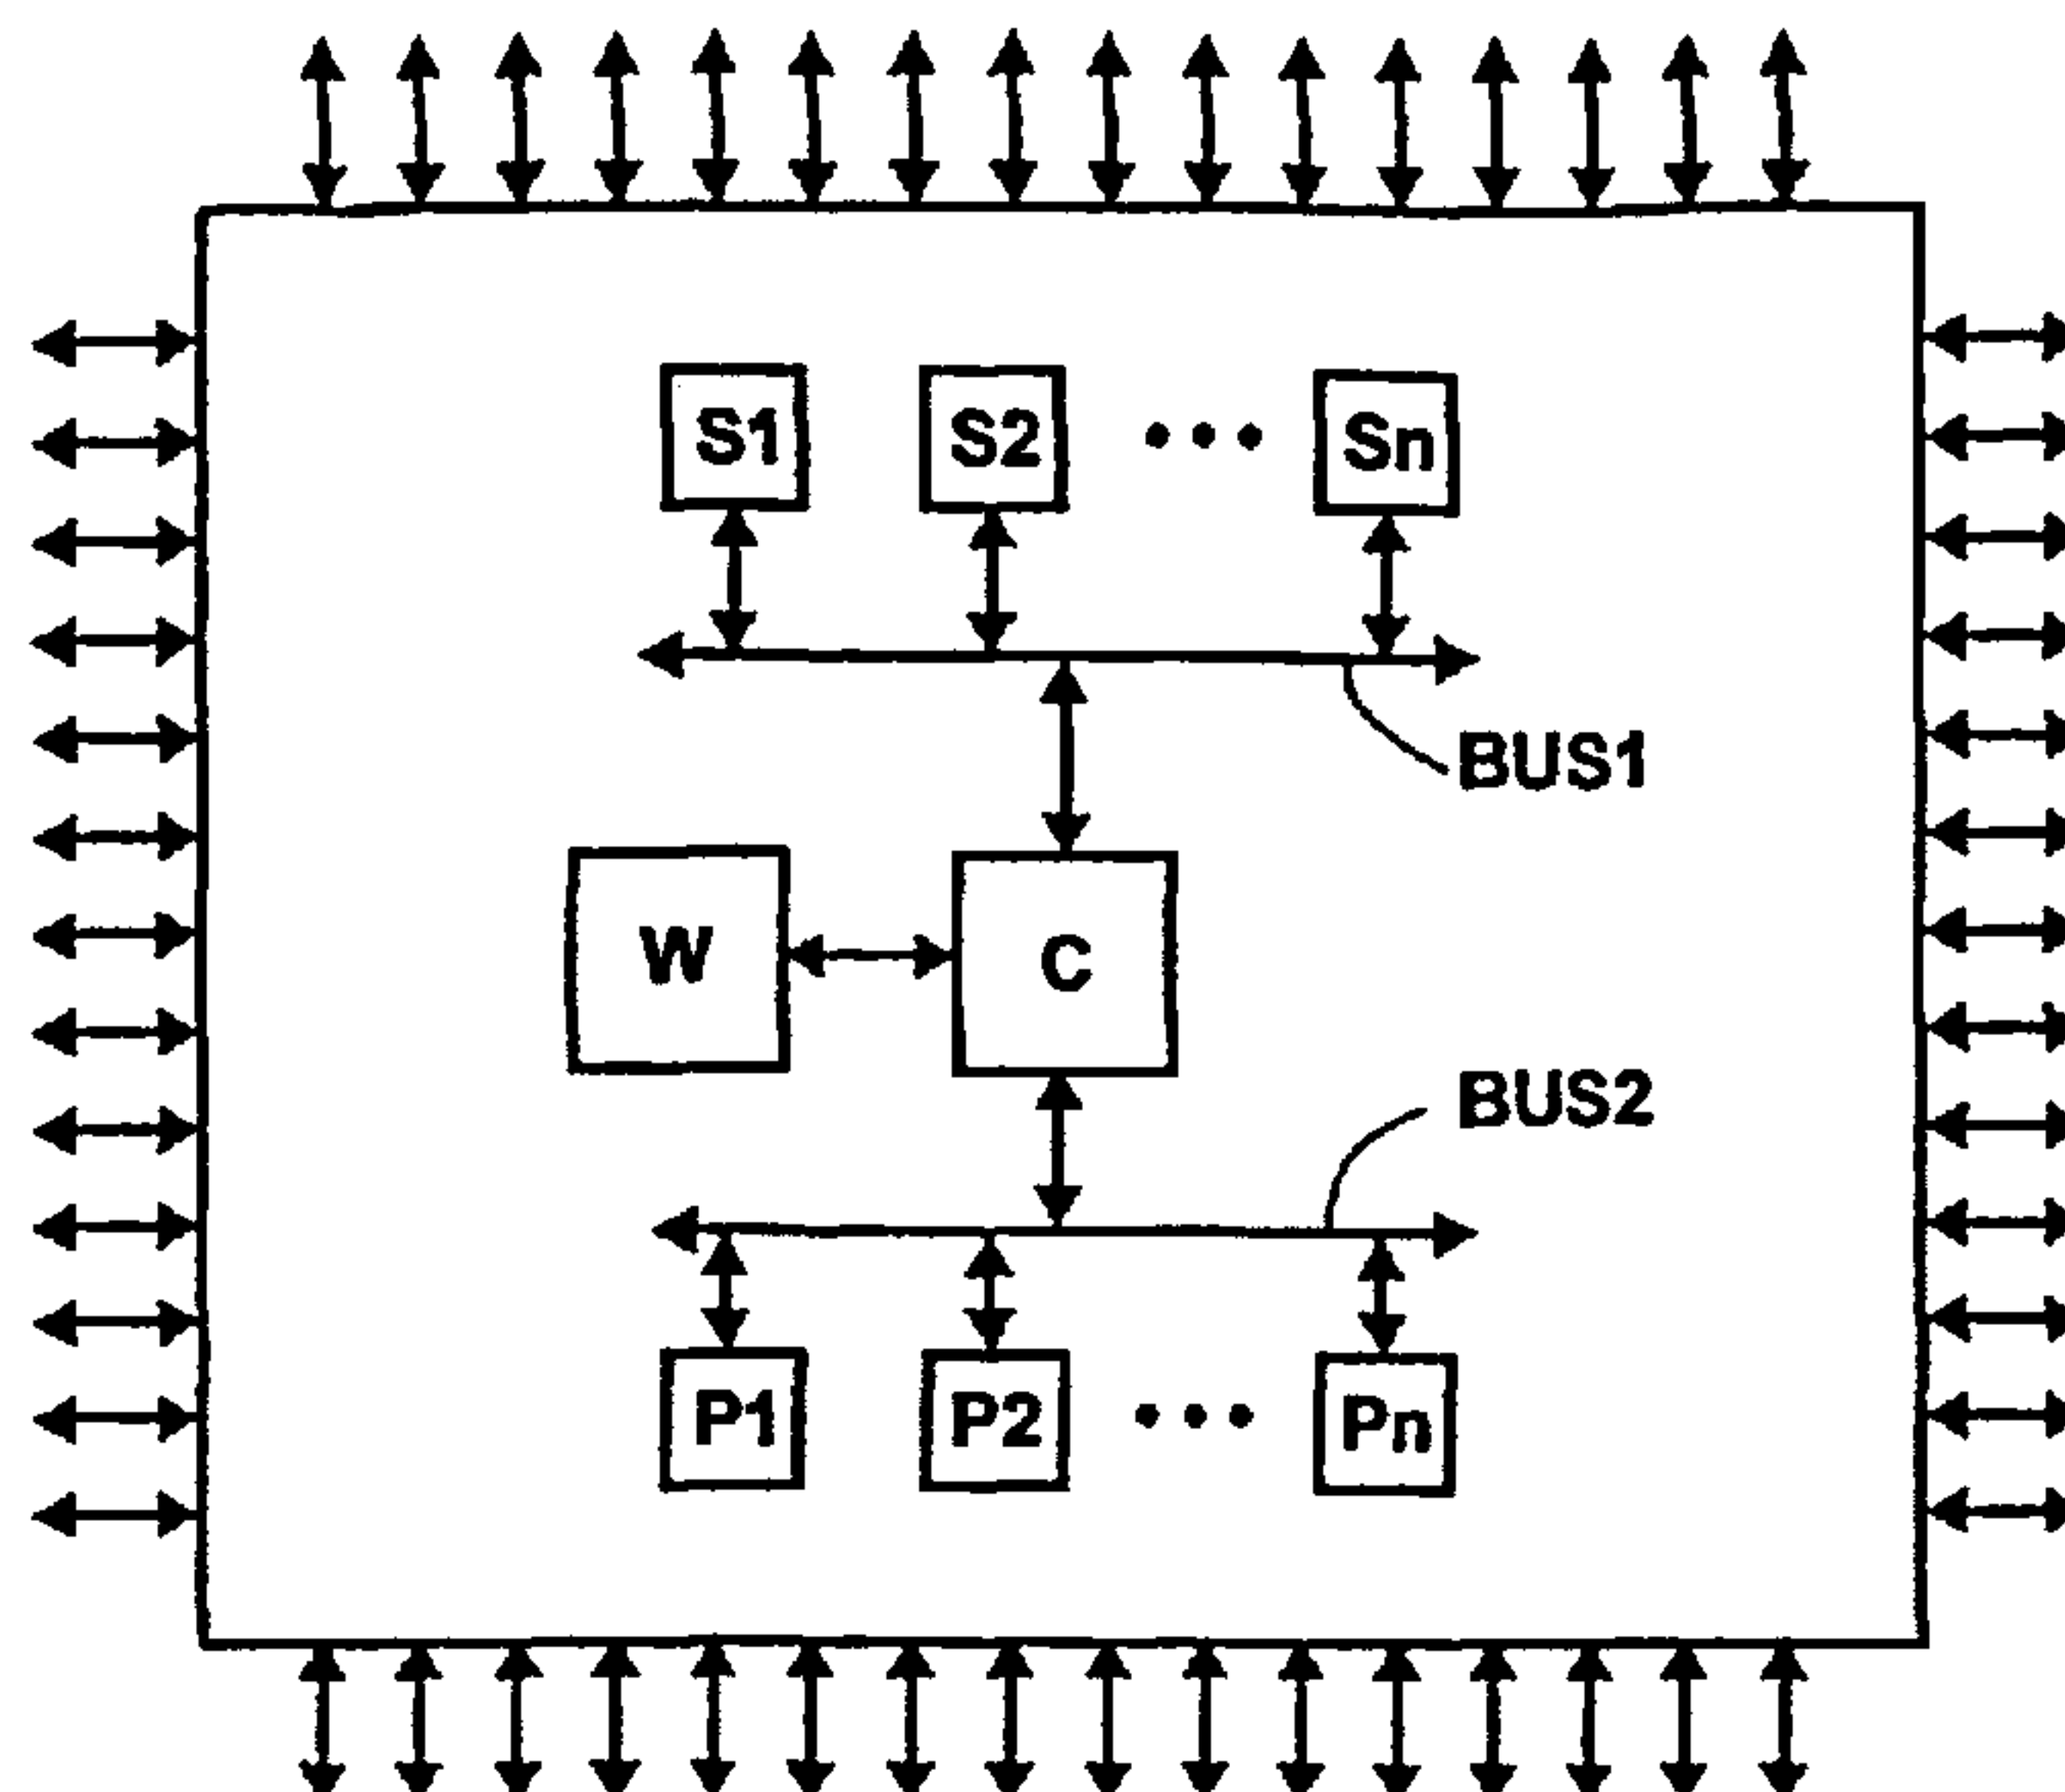 S1 S2 ••• Sn
BUS1
W C
BUS2
P1 P2 ••• Pn